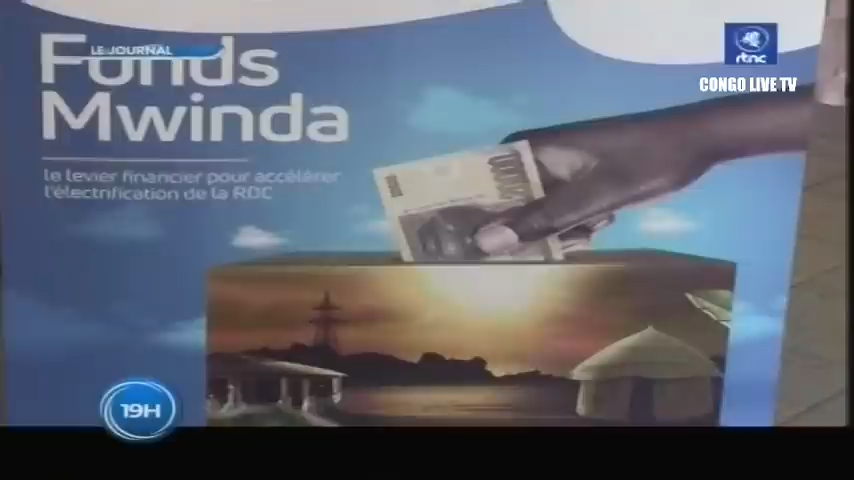 LE JOURNAL
Fonds
Mwinda
le levier financier pour accélérer
l'électrification de la RDC
rtnc
CONGO LIVE TV
19H